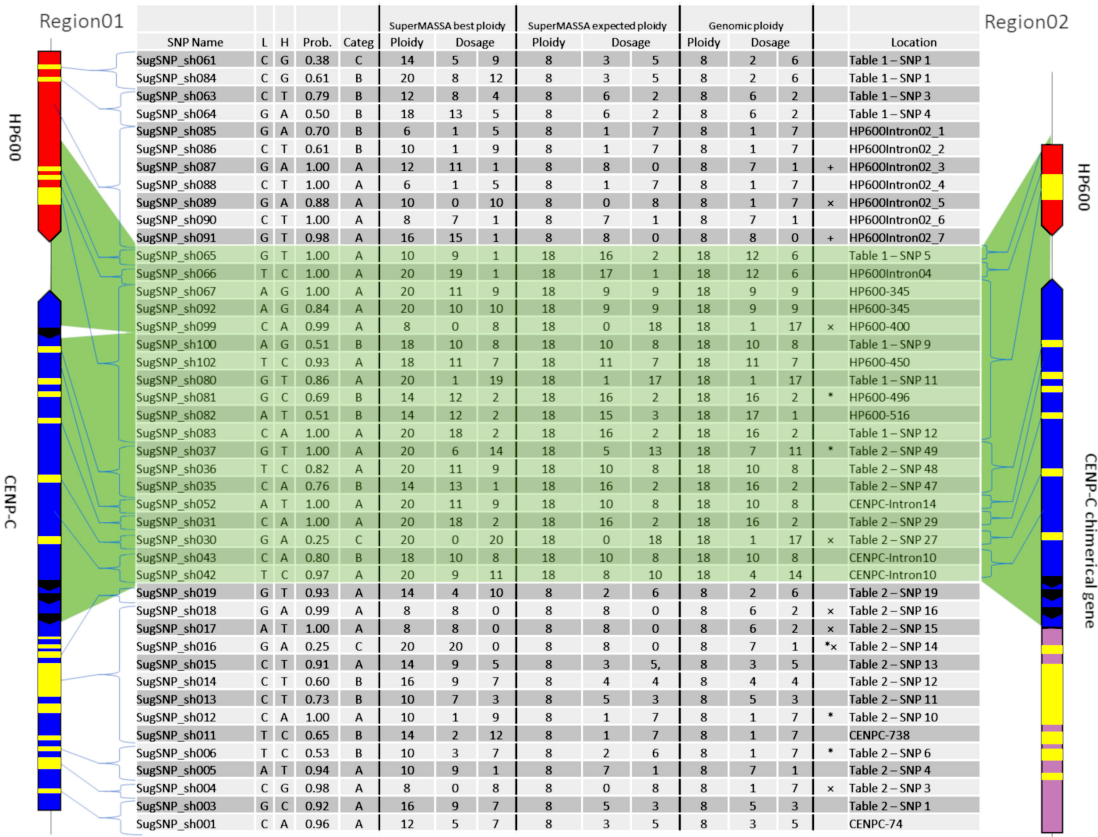 Region01
Region02
SuperMASSA best ploidy SuperMASSA expected ploidy Genomic ploidy
SNP Name L H Prob. Categ Ploidy Dosage Ploidy Dosage Ploidy Dosage Location
SugSNP_sh061 C G 0.38 C 14 5 9 8 3 5 8 2 6 Table 1 – SNP 1
SugSNP_sh084 C G 0.61 B 20 8 12 8 3 5 8 2 6 Table 1 – SNP 1
SugSNP_sh063 C T 0.79 B 12 8 4 8 6 2 8 6 2 Table 1 – SNP 3
SugSNP_sh064 G A 0.50 B 18 13 5 8 6 2 8 6 2 Table 1 – SNP 4
SugSNP_sh085 G A 0.70 B 6 1 5 8 1 7 8 1 7 HP600Intron02_1
SugSNP_sh086 C T 0.61 B 10 1 9 8 1 7 8 1 7 HP600Intron02_2
SugSNP_sh087 G A 1.00 A 12 11 1 8 8 0 8 7 1 + HP600Intron02_3
SugSNP_sh088 C T 1.00 A 6 1 5 8 1 7 8 1 7 HP600Intron02_4
SugSNP_sh089 G A 0.88 A 10 0 10 8 0 8 8 1 7 × HP600Intron02_5
SugSNP_sh090 C T 1.00 A 8 7 1 8 7 1 8 7 1 HP600Intron02_6
SugSNP_sh091 G T 0.98 A 16 15 1 8 8 0 8 8 0 + HP600Intron02_7
SugSNP_sh065 G T 1.00 A 10 9 1 18 16 2 18 12 6 Table 1 – SNP 5
SugSNP_sh066 T C 1.00 A 20 19 1 18 17 1 18 12 6 HP600Intron04
SugSNP_sh067 A G 1.00 A 20 11 9 18 9 9 18 9 9 HP600-345
SugSNP_sh092 A G 0.84 A 20 10 10 18 9 9 18 9 9 HP600-345
SugSNP_sh099 C A 0.99 A 8 0 8 18 0 18 18 1 17 × HP600-400
SugSNP_sh100 A G 0.51 B 18 10 8 18 10 8 18 10 8 Table 1 – SNP 9
SugSNP_sh102 T C 0.93 A 18 11 7 18 11 7 18 11 7 HP600-450
SugSNP_sh080 G T 0.86 A 20 1 19 18 1 17 18 1 17 Table 1 – SNP 11
SugSNP_sh081 G C 0.69 B 14 12 2 18 16 2 18 16 2 * HP600-496
SugSNP_sh082 A T 0.51 B 14 12 2 18 15 3 18 17 1 HP600-516
SugSNP_sh083 C A 1.00 A 20 18 2 18 16 2 18 16 2 Table 1 – SNP 12
SugSNP_sh037 G T 1.00 A 20 6 14 18 5 13 18 7 11 * Table 2 – SNP 49
SugSNP_sh036 T C 0.82 A 20 11 9 18 10 8 18 10 8 Table 2 – SNP 48
SugSNP_sh035 C A 0.76 B 14 13 1 18 16 2 18 16 2 Table 2 – SNP 47
SugSNP_sh052 A T 1.00 A 20 11 9 18 10 8 18 10 8 CENPC-Intron14
SugSNP_sh031 C A 1.00 A 20 18 2 18 16 2 18 16 2 Table 2 – SNP 29
SugSNP_sh030 G A 0.25 C 20 0 20 18 0 18 18 1 17 × Table 2 – SNP 27
SugSNP_sh043 C A 0.80 B 18 10 8 18 10 8 18 10 8 CENPC-Intron10
SugSNP_sh042 T C 0.97 A 20 9 11 18 8 10 18 4 14 CENPC-Intron10
SugSNP_sh019 G T 0.93 A 14 4 10 8 2 6 8 2 6 Table 2 – SNP 19
SugSNP_sh018 G A 0.99 A 8 8 0 8 8 0 8 6 2 × Table 2 – SNP 16
SugSNP_sh017 A T 1.00 A 8 8 0 8 8 0 8 6 2 × Table 2 – SNP 15
SugSNP_sh016 G A 0.25 C 20 20 0 8 8 0 8 7 1 *× Table 2 – SNP 14
SugSNP_sh015 C T 0.91 A 14 9 5 8 3 5, 8 3 5 Table 2 – SNP 13
SugSNP_sh014 C T 0.60 B 16 9 7 8 4 4 8 4 4 Table 2 – SNP 12
SugSNP_sh013 C T 0.73 B 10 7 3 8 5 3 8 5 3 Table 2 – SNP 11
SugSNP_sh012 C A 1.00 A 10 1 9 8 1 7 8 1 7 * Table 2 – SNP 10
SugSNP_sh011 C T 0.65 B 14 2 12 8 1 7 8 1 7 CENPC-738
SugSNP_sh006 T C 0.53 B 10 3 7 8 2 6 8 1 7 * Table 2 – SNP 6
SugSNP_sh005 A T 0.94 A 10 9 1 8 7 1 8 7 1 Table 2 – SNP 4
SugSNP_sh004 C G 0.98 A 8 0 8 8 0 8 8 1 7 × Table 2 – SNP 3
SugSNP_sh003 G C 0.92 A 16 9 7 8 5 3 8 5 3 Table 2 – SNP 1
SugSNP_sh001 C A 0.96 A 12 5 7 8 3 5 8 3 5 CENPC-74
HP600
CENP-C
HP600
CENP-C chimerical gene